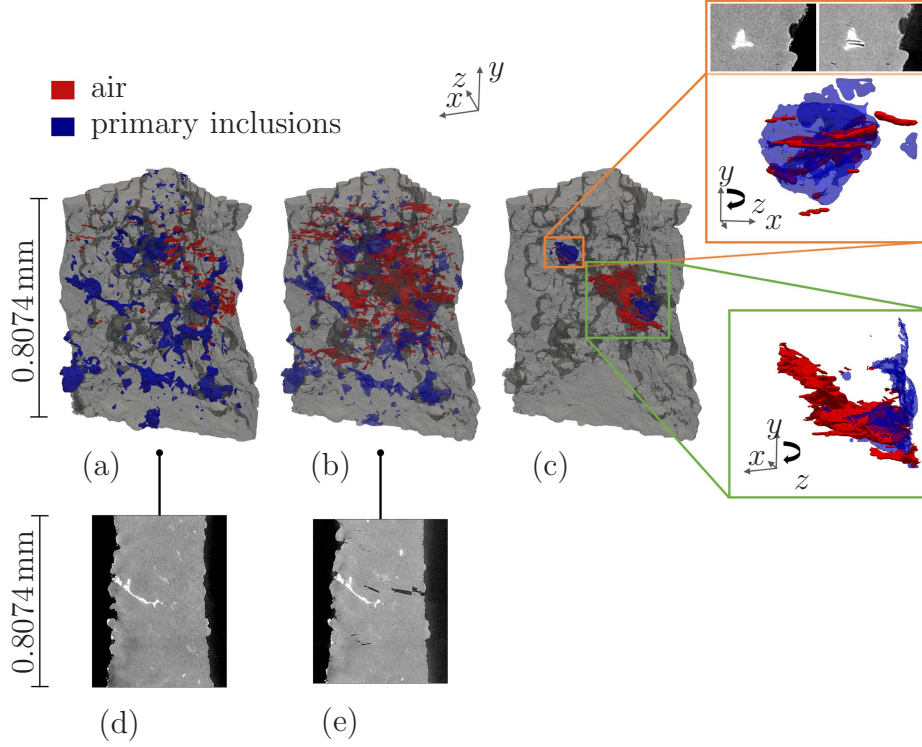 air
primary inclusions
y
z
x
0.8074 mm
(a)
(b)
(c)
y
z
x
y
x
z
0.8074 mm
(d)
(e)